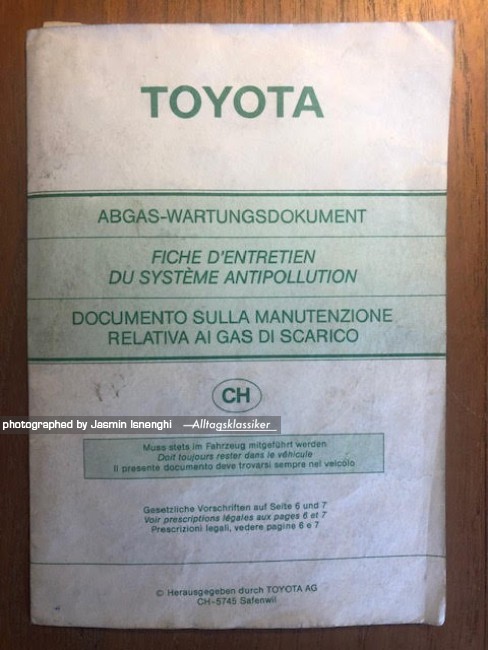 TOYOTA
ABGAS-WARTUNGSDOKUMENT
FICHE D'ENTRETIEN
DU SYSTÈME ANTIPOLLUTION
DOCUMENTO SULLA MANUTENZIONE
RELATIVA AI GAS DI SCARICO
CH
photographed by Jasmin Isnenghi —Alltagsklassiker_
Muss stets im Fahrzeug mitgeführt werden
Doit toujours rester dans le véhicule
Il presente documento deve trovarsi sempre nel veicolo
Gesetzliche Vorschriften auf Seite 6 und 7
Voir prescriptions légales aux pages 6 et 7
Prescrizioni legali, vedere pagine 6 e 7
© Herausgegeben durch TOYOTA AG
CH-5745 Safenwil